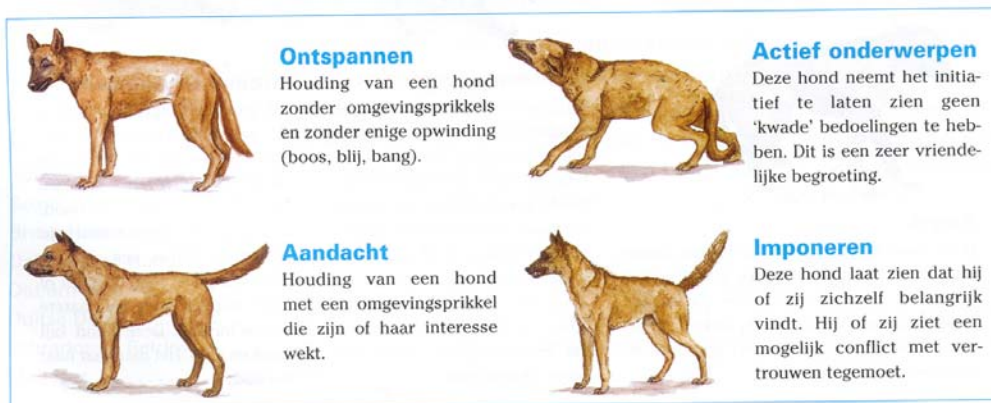 Ontspannen
Houding van een hond
zonder omgevingsprikkels
en zonder enige opwinding
(boos, blij, bang).
Actief onderwerpen
Deze hond neemt het initia-
tief te laten zien geen
‘kwade’ bedoelingen te heb-
ben. Dit is een zeer vriende-
lijke begroeting.
Aandacht
Houding van een hond
met een omgevingsprikkel
die zijn of haar interesse
wekt.
Imponeren
Deze hond laat zien dat hij
of zij zichzelf belangrijk
vindt. Hij of zij ziet een
mogelijk conflict met ver-
trouwen tegemoet.